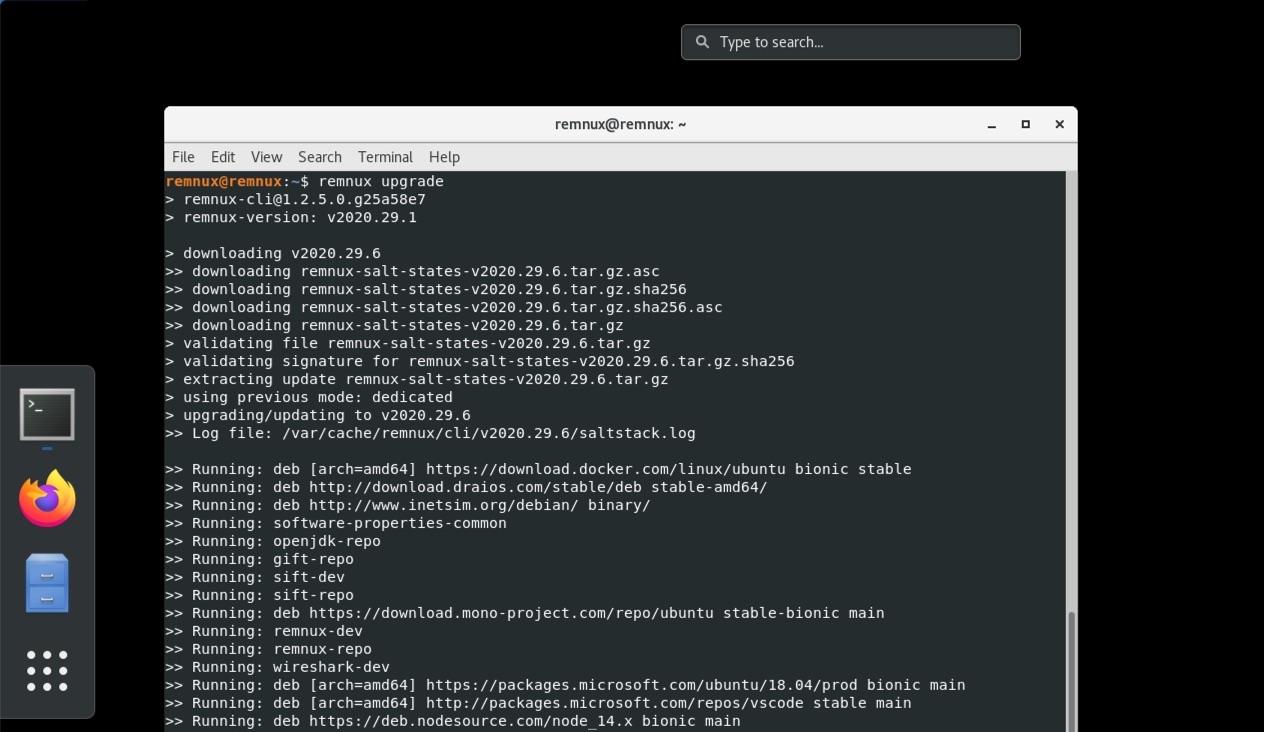 Type to search...
remnux@remnux: ~
File Edit View Search Terminal Help
remnux@remnux:~$ remnux upgrade
> remnux-cli@1.2.5.0.g25a58e7
> remnux-version: v2020.29.1
> downloading v2020.29.6
>> downloading remnux-salt-states-v2020.29.6.tar.gz.asc
>> downloading remnux-salt-states-v2020.29.6.tar.gz.sha256
>> downloading remnux-salt-states-v2020.29.6.tar.gz.sha256.asc
>> downloading remnux-salt-states-v2020.29.6.tar.gz
> validating file remnux-salt-states-v2020.29.6.tar.gz
> validating signature for remnux-salt-states-v2020.29.6.tar.gz.sha256
> extracting update remnux-salt-states-v2020.29.6.tar.gz
> using previous mode: dedicated
> upgrading/updating to v2020.29.6
>> Log file: /var/cache/remnux/cli/v2020.29.6/saltstack.log
>> Running: deb [arch=amd64] https://download.docker.com/linux/ubuntu bionic stable
>> Running: deb http://download.draios.com/stable/deb stable-amd64/
>> Running: deb http://www.inetsim.org/debian/ binary/
>> Running: software-properties-common
>> Running: openjdk-repo
>> Running: gift-repo
>> Running: sift-dev
>> Running: sift-repo
>> Running: deb https://download.mono-project.com/repo/ubuntu stable-bionic main
>> Running: remnux-dev
>> Running: remnux-repo
>> Running: wireshark-dev
>> Running: deb [arch=amd64] https://packages.microsoft.com/ubuntu/18.04/prod bionic main
>> Running: deb [arch=amd64] http://packages.microsoft.com/repos/vscode stable main
>> Running: deb https://deb.nodesource.com/node_14.x bionic main